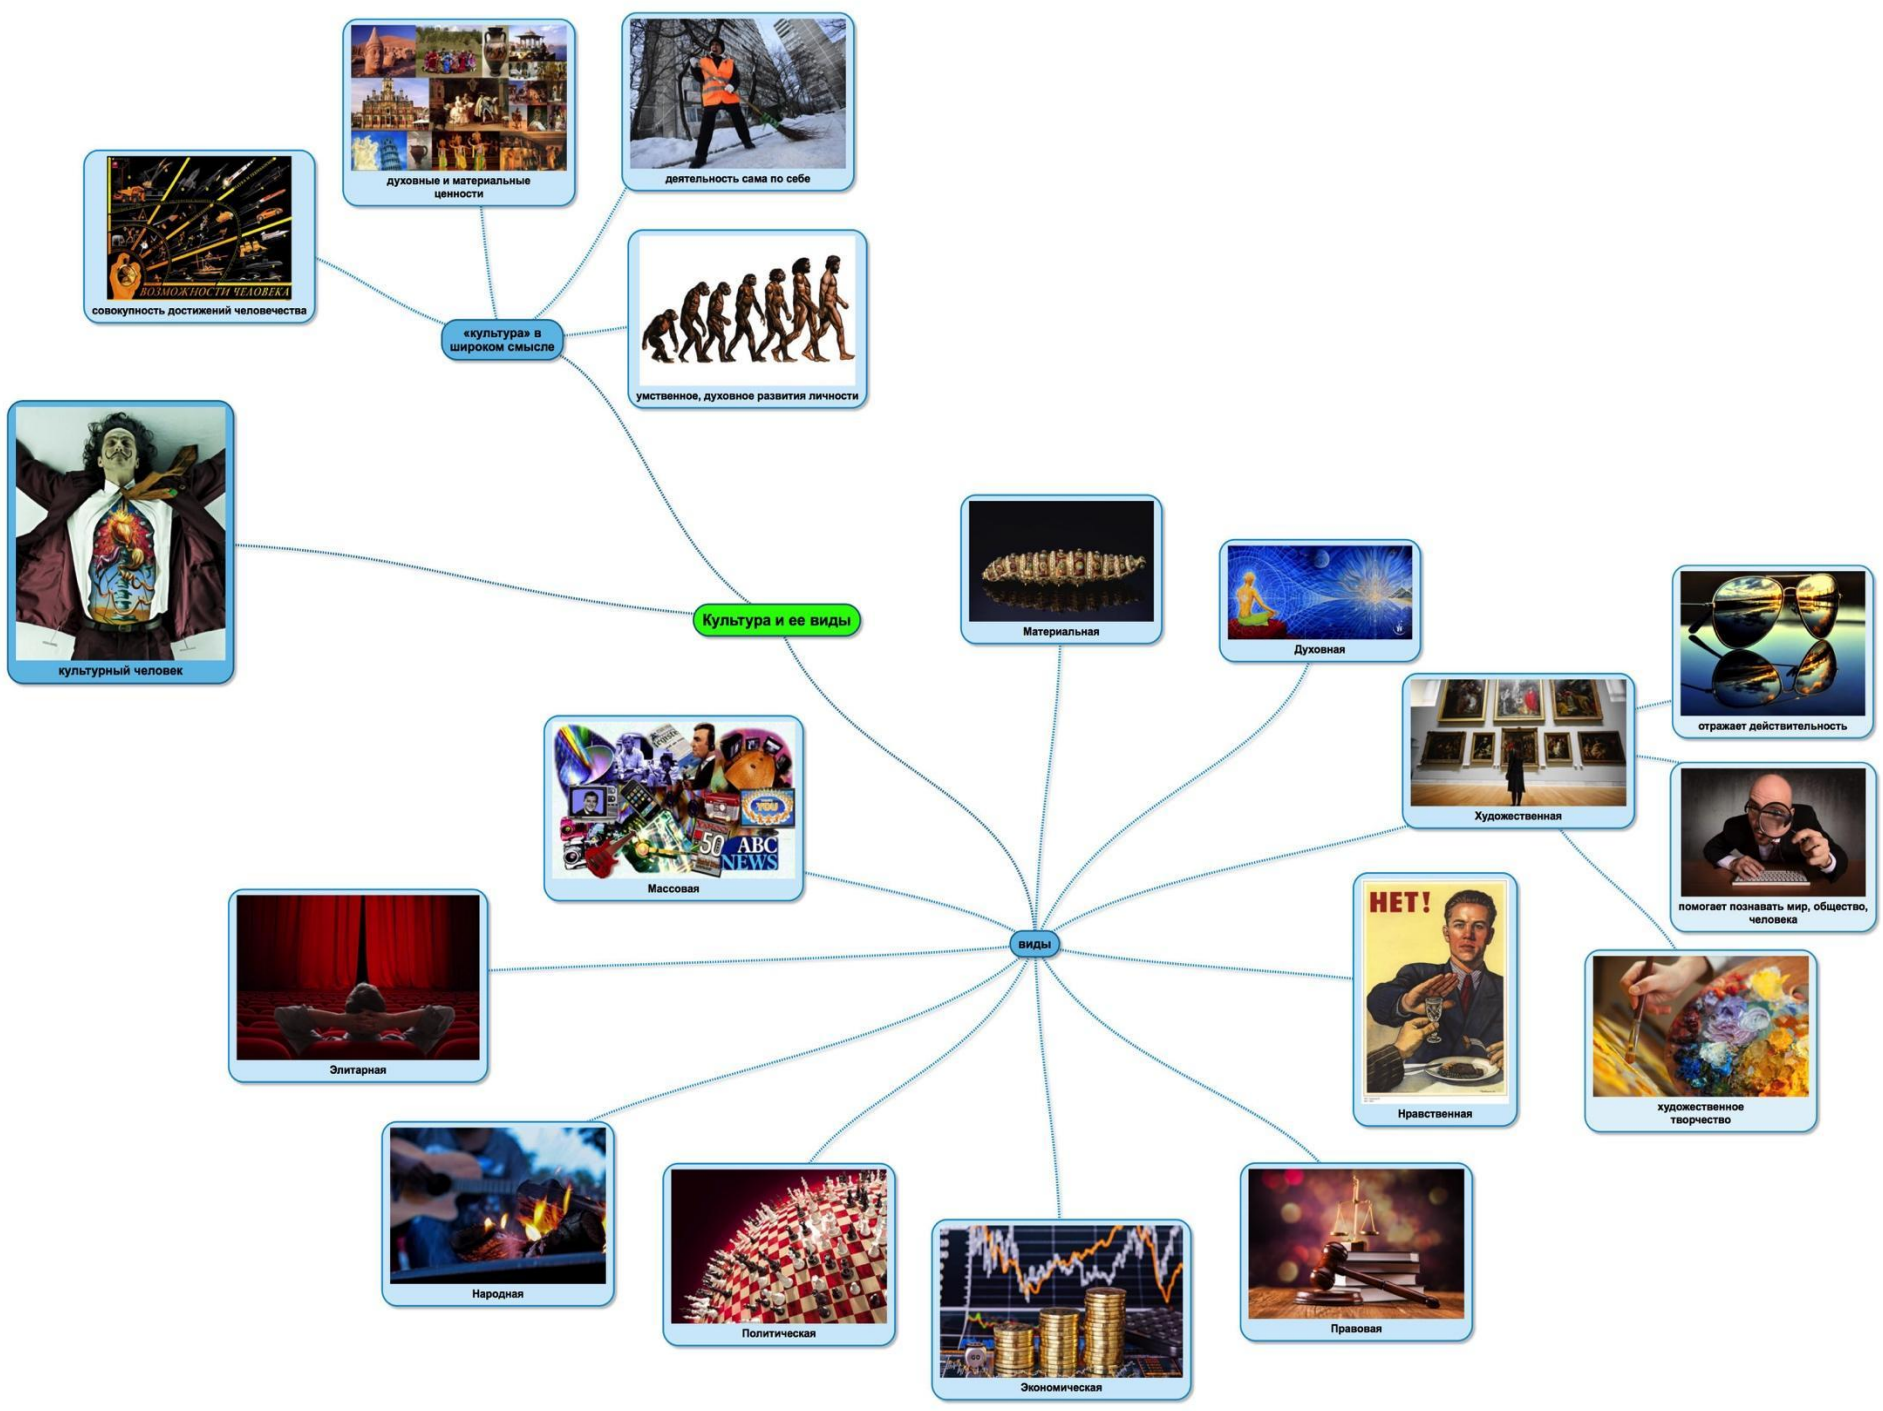 духовные и материальные
ценности
деятельность сама по себе
ВОЗМОЖНОСТИ ЧЕЛОВЕКА
совокупность достижений человечества
«культура» в
широком смысле
умственное, духовное развития личности
культурный человек
Культура и ее виды
Материальная
Духовная
отражает действительность
Художественная
помогает познавать мир, общество,
человека
художественное
творчество
YOU
50
ABC
NEWS
Массовая
виды
НЕТ!
Нравственная
Элитарная
Народная
Политическая
Экономическая
Правовая